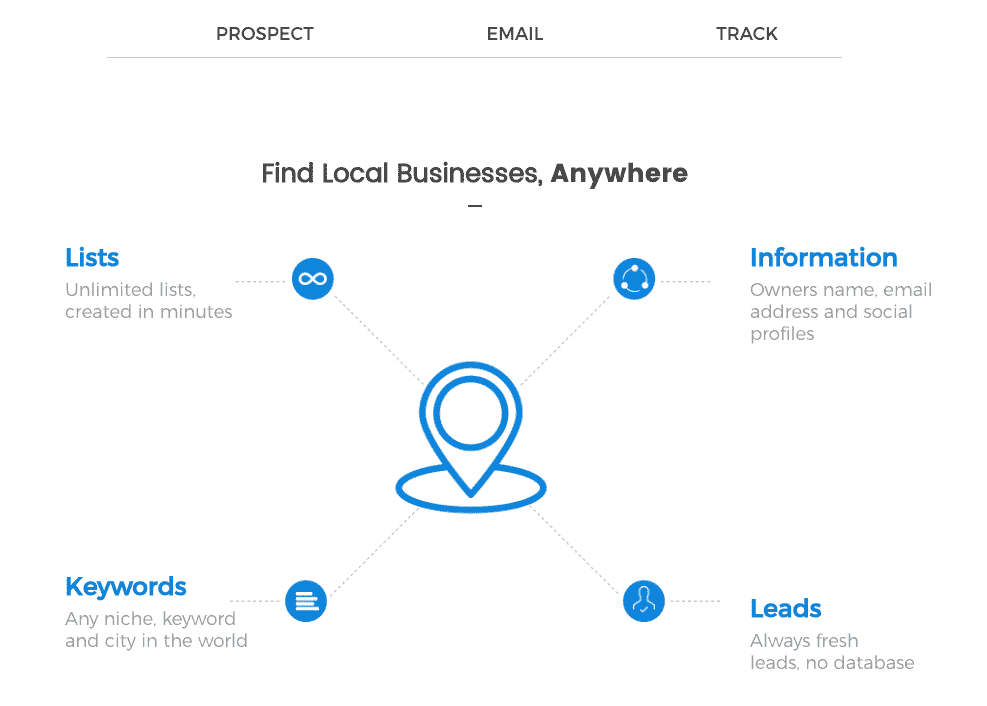 PROSPECT EMAIL TRACK
Find Local Businesses, Anywhere
Lists
Unlimited lists,
created in minutes
Information
Owners name, email
address and social
profiles
Keywords
Any niche, keyword
and city in the world
Leads
Always fresh
leads, no database